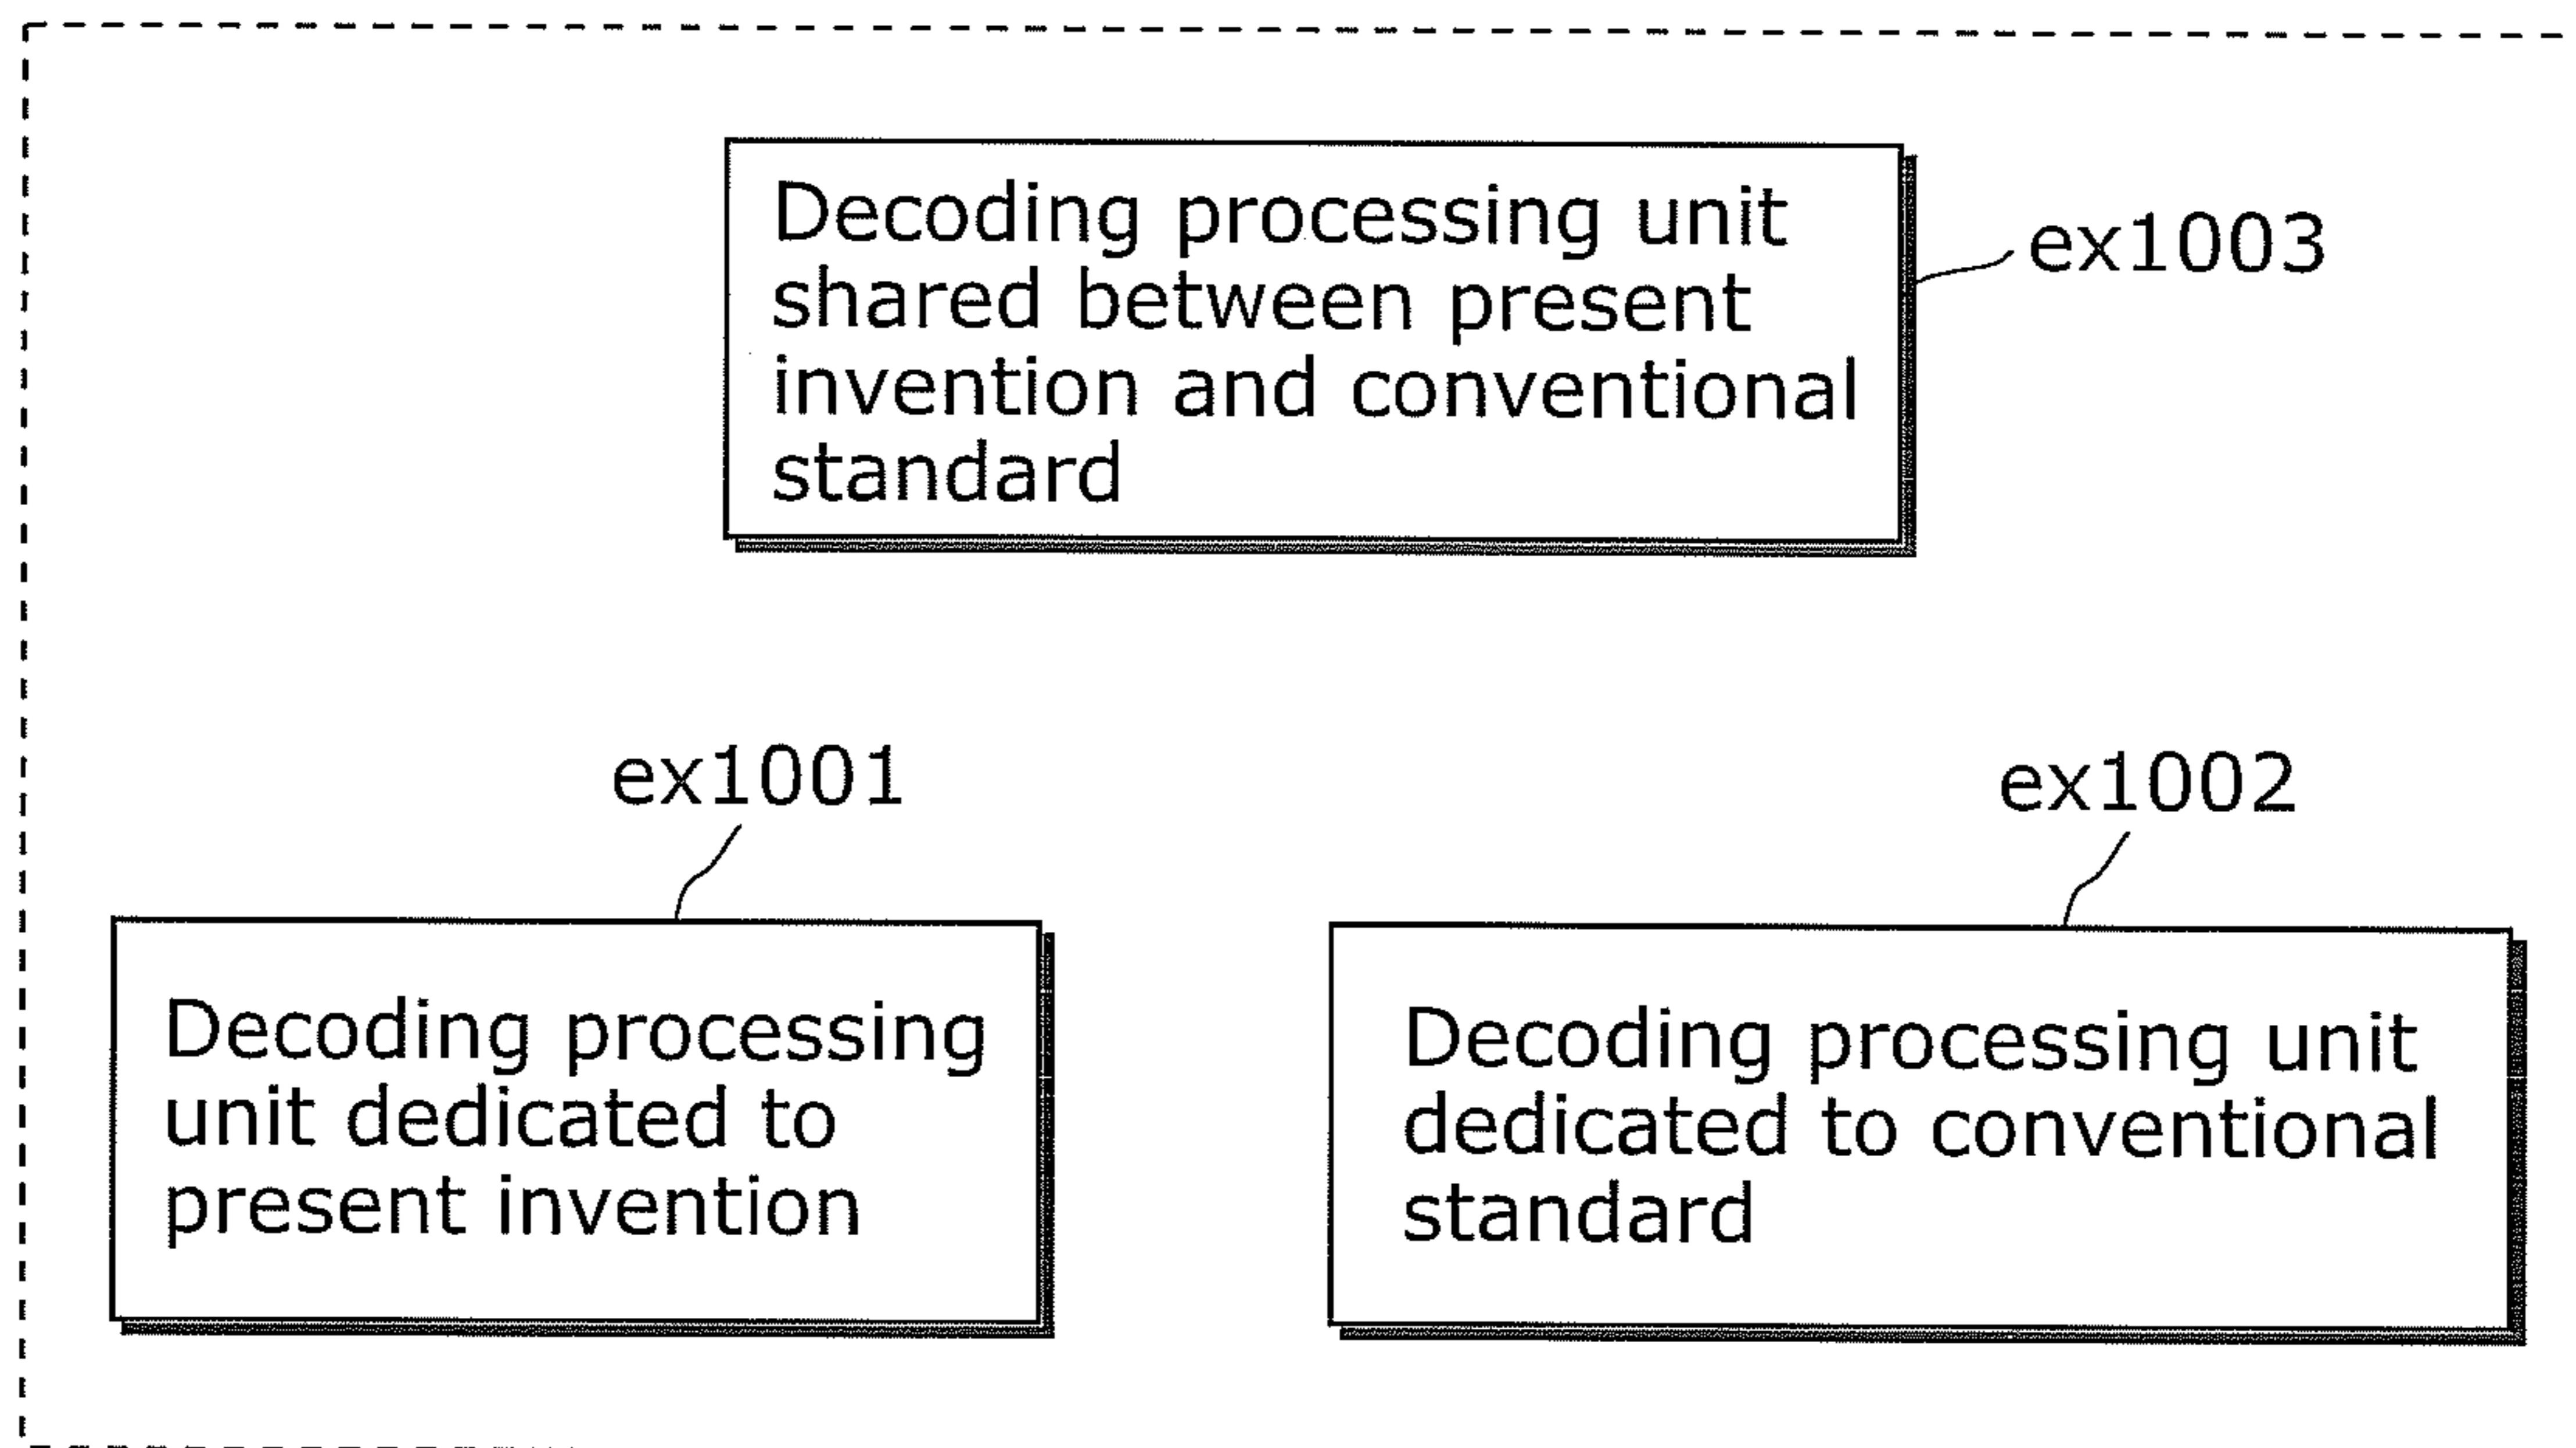 Decoding processing unit
shared between present
invention and conventional
standard
ex1003
ex1001
Decoding processing
unit dedicated to
present invention
ex1002
Decoding processing unit
dedicated to conventional
standard